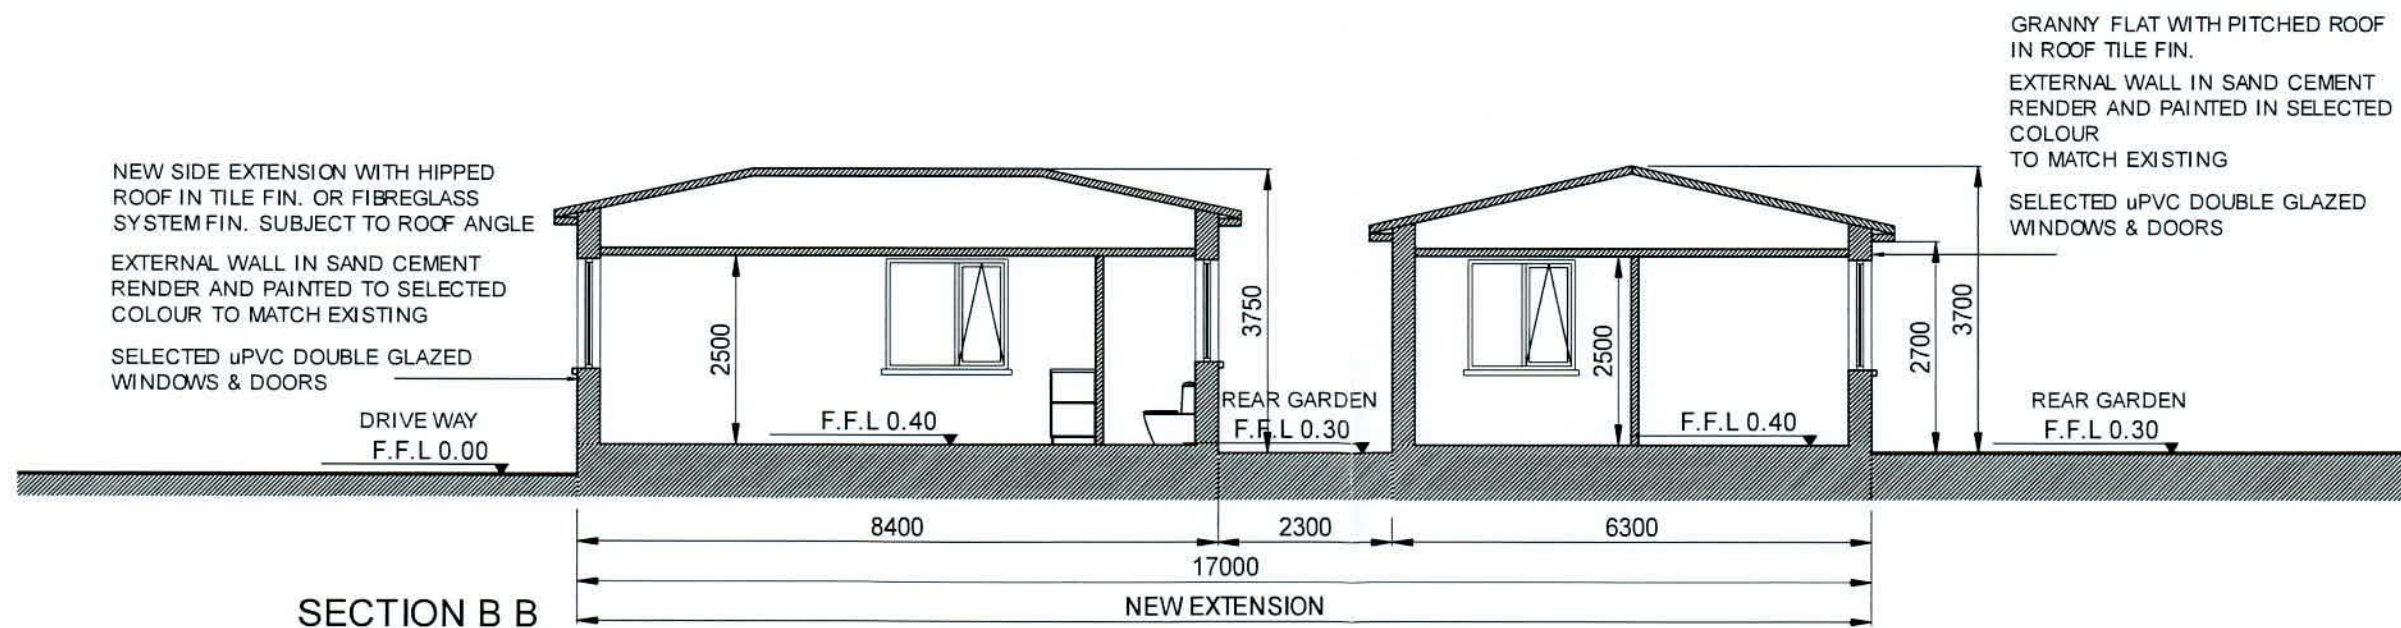 GRANNY FLAT WITH PITCHED ROOF
IN ROOF TILE FIN.
EXTERNAL WALL IN SAND CEMENT
RENDER AND PAINTED IN SELECTED
COLOUR
TO MATCH EXISTING
SELECTED uPVC DOUBLE GLAZED
WINDOWS & DOORS
NEW SIDE EXTENSION WITH HIPPED
ROOF IN TILE FIN. OR FIBREGLASS
SYSTEM FIN. SUBJECT TO ROOF ANGLE
EXTERNAL WALL IN SAND CEMENT
RENDER AND PAINTED TO SELECTED
COLOUR TO MATCH EXISTING
SELECTED uPVC DOUBLE GLAZED
WINDOWS & DOORS
DRIVE WAY
F.F.L 0.00
2500
F.F.L 0.40
3750
REAR GARDEN
F.F.L 0.30
2500
F.F.L 0.40
2700
3700
REAR GARDEN
F.F.L 0.30
8400
2300
6300
17000
NEW EXTENSION
SECTION B B